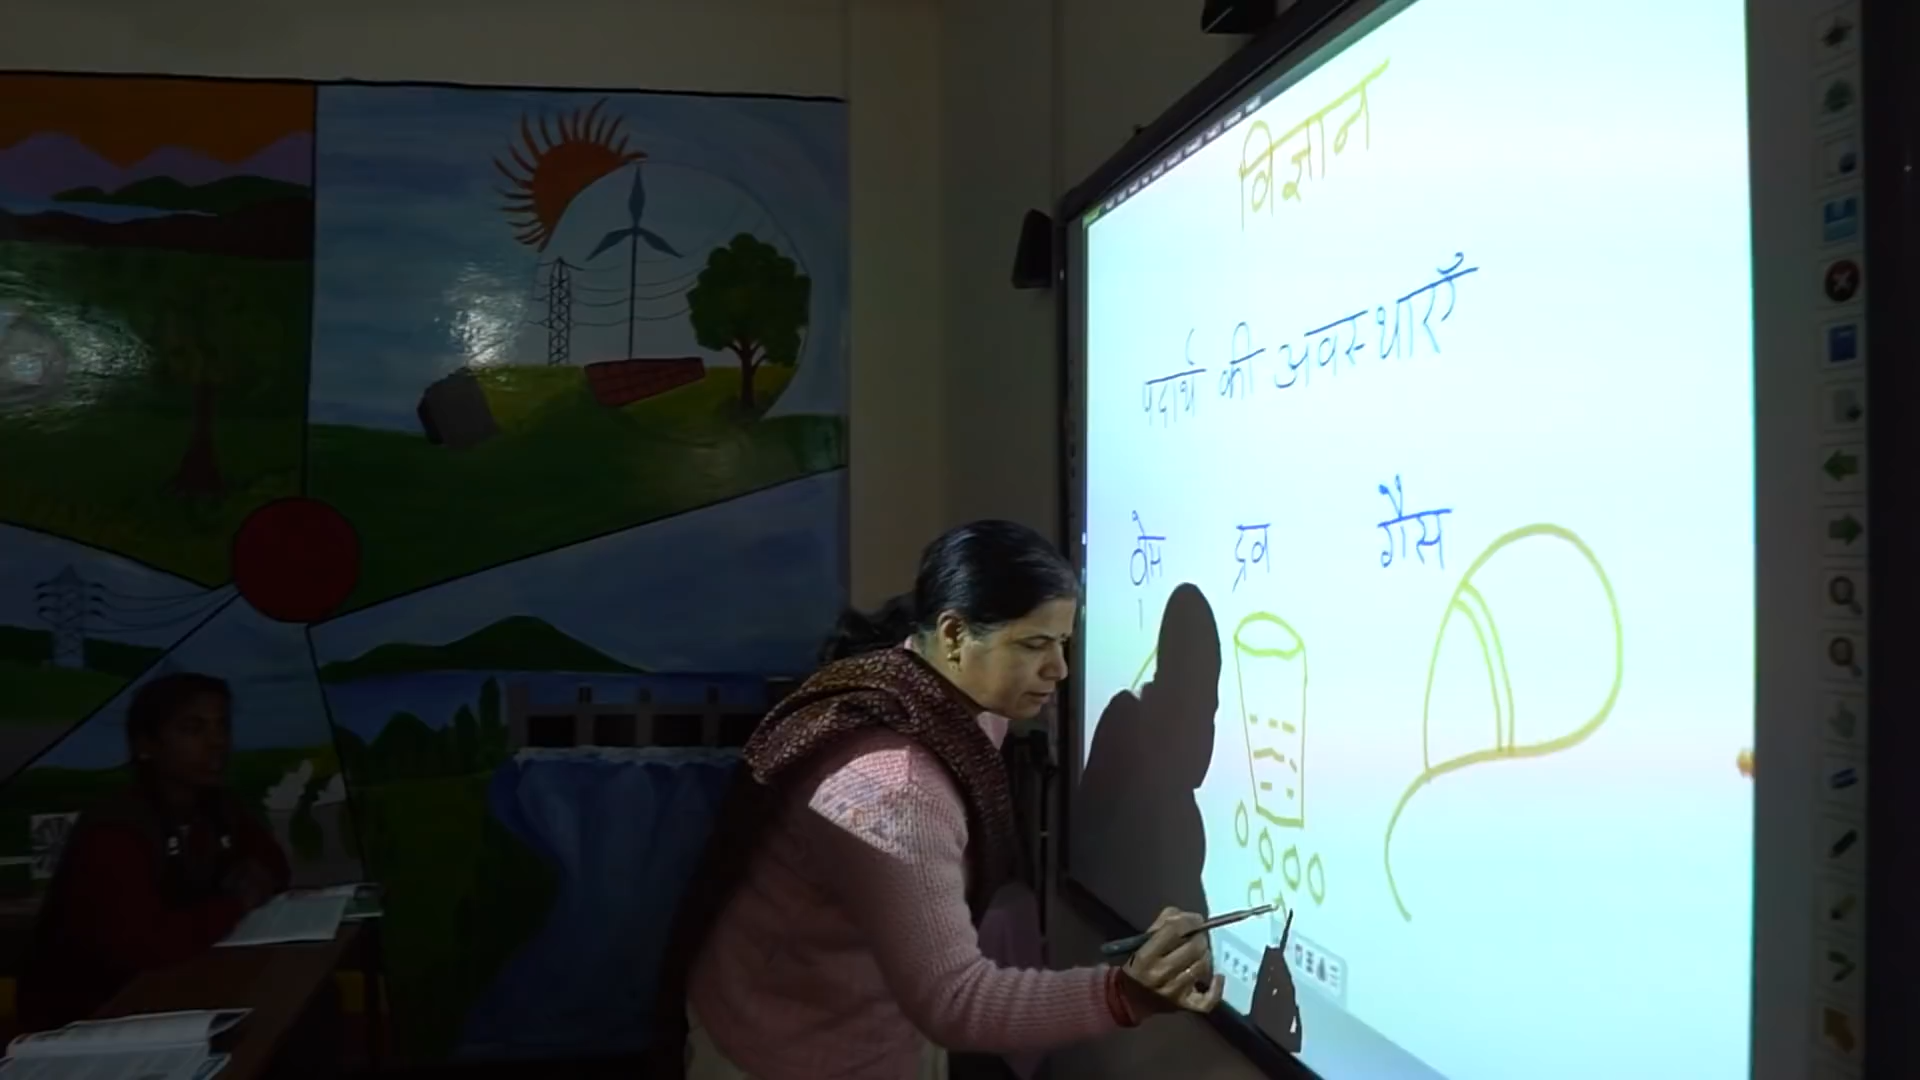 विज्ञान
पदार्थ की अवस्थाएँ
ठोस द्रव गैस